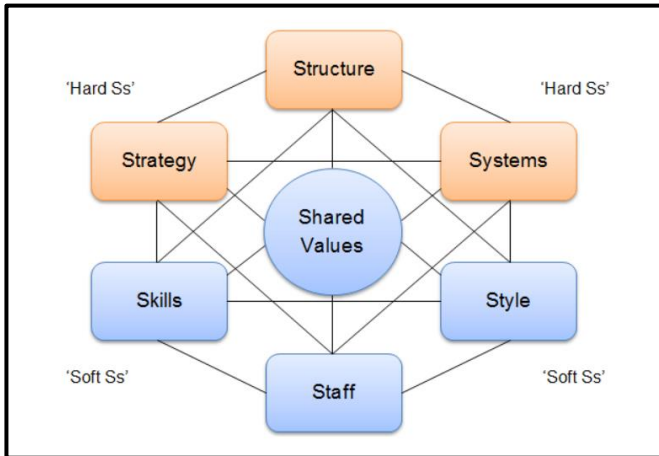 Structure
‘Hard Ss’
‘Hard Ss’
Strategy
Systems
Shared
Values
Skills
Style
‘Soft Ss’
‘Soft Ss’
Staff